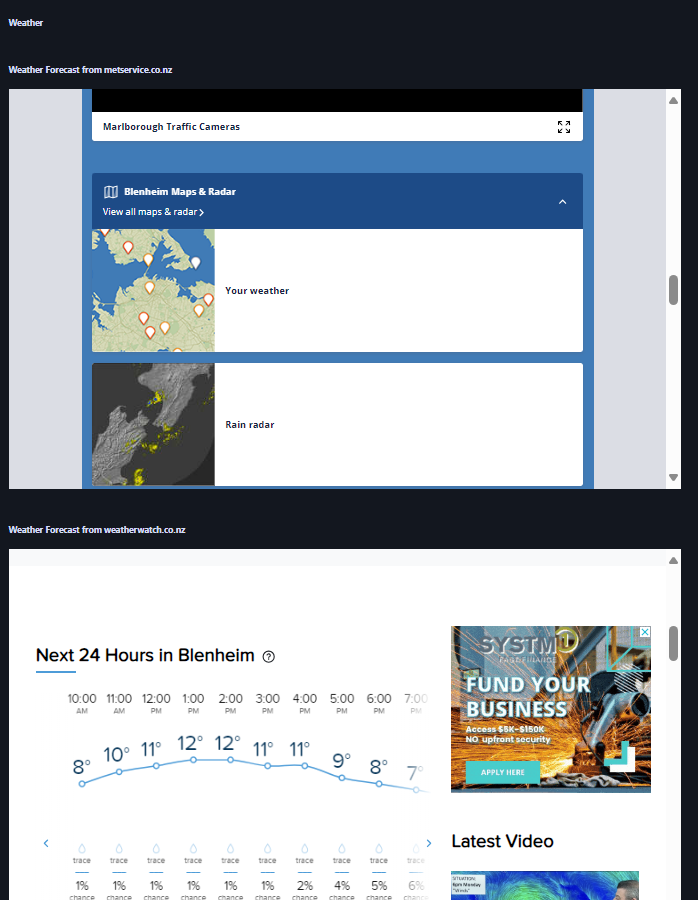 Weather
Weather Forecast from metservice.co.nz
Marlborough Traffic Cameras
Blenheim Maps & Radar
View all maps & radar
Your weather
Rain radar
Weather Forecast from weatherwatch.co.nz
Next 24 Hours in Blenheim ?
10:00 11:00 12:00 1:00 2:00 3:00 4:00 5:00 6:00 7:00
AM AM PM PM PM PM PM PM PM PM
8° 10° 11° 12° 12° 11° 11° 9° 8° 7°
trace trace trace trace trace trace trace trace trace trace
1% 1% 1% 1% 1% 1% 2% 4% 5% 6%
chance chance chance chance chance chance chance chance chance chance
SYSTM1
FAST FINANCE
FUND YOUR
BUSINESS
Access $5K-$150K
NO upfront security
APPLY HERE
Latest Video
SITUATION:
6pm Monday
"Winds"